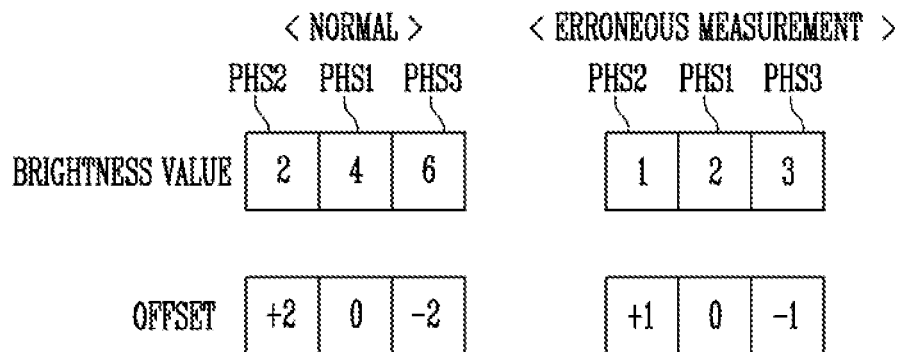 < NORMAL > < ERRONEOUS MEASUREMENT >
PHS2 PHS1 PHS3 PHS2 PHS1 PHS3
BRIGHTNESS VALUE 2 4 6 1 2 3
OFFSET +2 0 -2 +1 0 -1